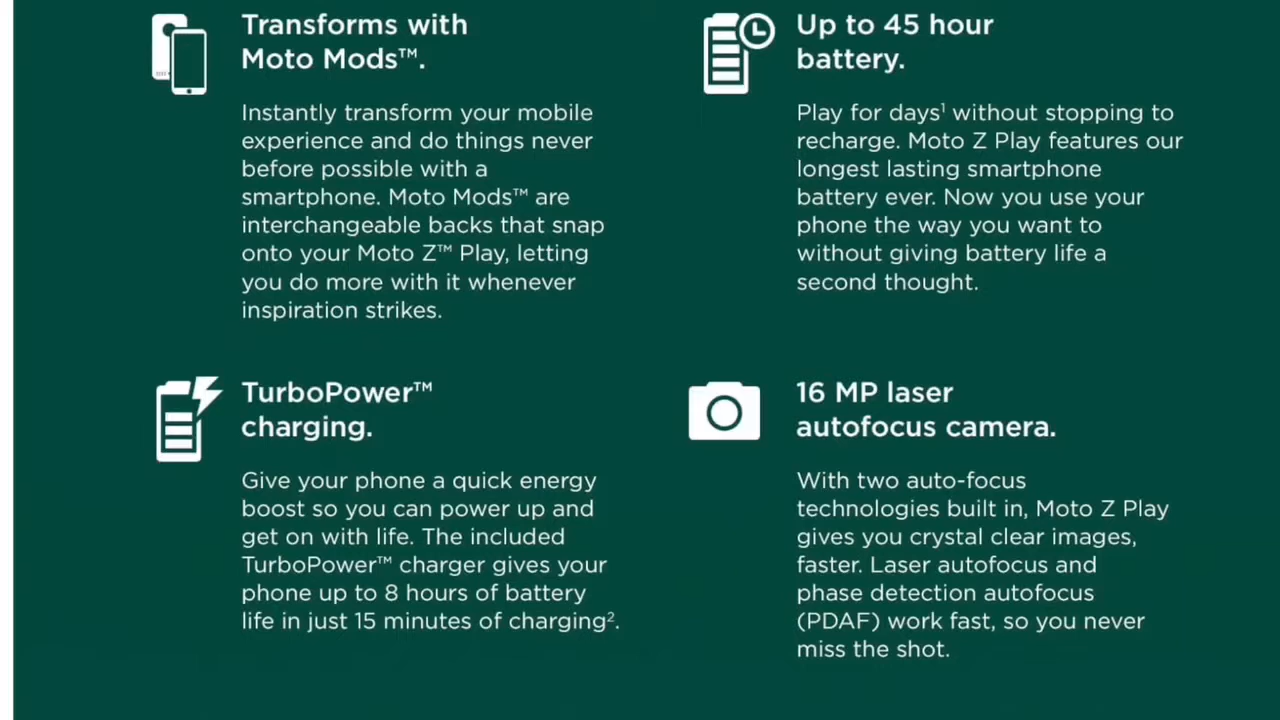 Transforms with
Moto Mods™.
Instantly transform your mobile
experience and do things never
before possible with a
smartphone. Moto Mods™ are
interchangeable backs that snap
onto your Moto Z™ Play, letting
you do more with it whenever
inspiration strikes.
Up to 45 hour
battery.
Play for days¹ without stopping to
recharge. Moto Z Play features our
longest lasting smartphone
battery ever. Now you use your
phone the way you want to
without giving battery life a
second thought.
TurboPower™
charging.
Give your phone a quick energy
boost so you can power up and
get on with life. The included
TurboPower™ charger gives your
phone up to 8 hours of battery
life in just 15 minutes of charging².
16 MP laser
autofocus camera.
With two auto-focus
technologies built in, Moto Z Play
gives you crystal clear images,
faster. Laser autofocus and
phase detection autofocus
(PDAF) work fast, so you never
miss the shot.